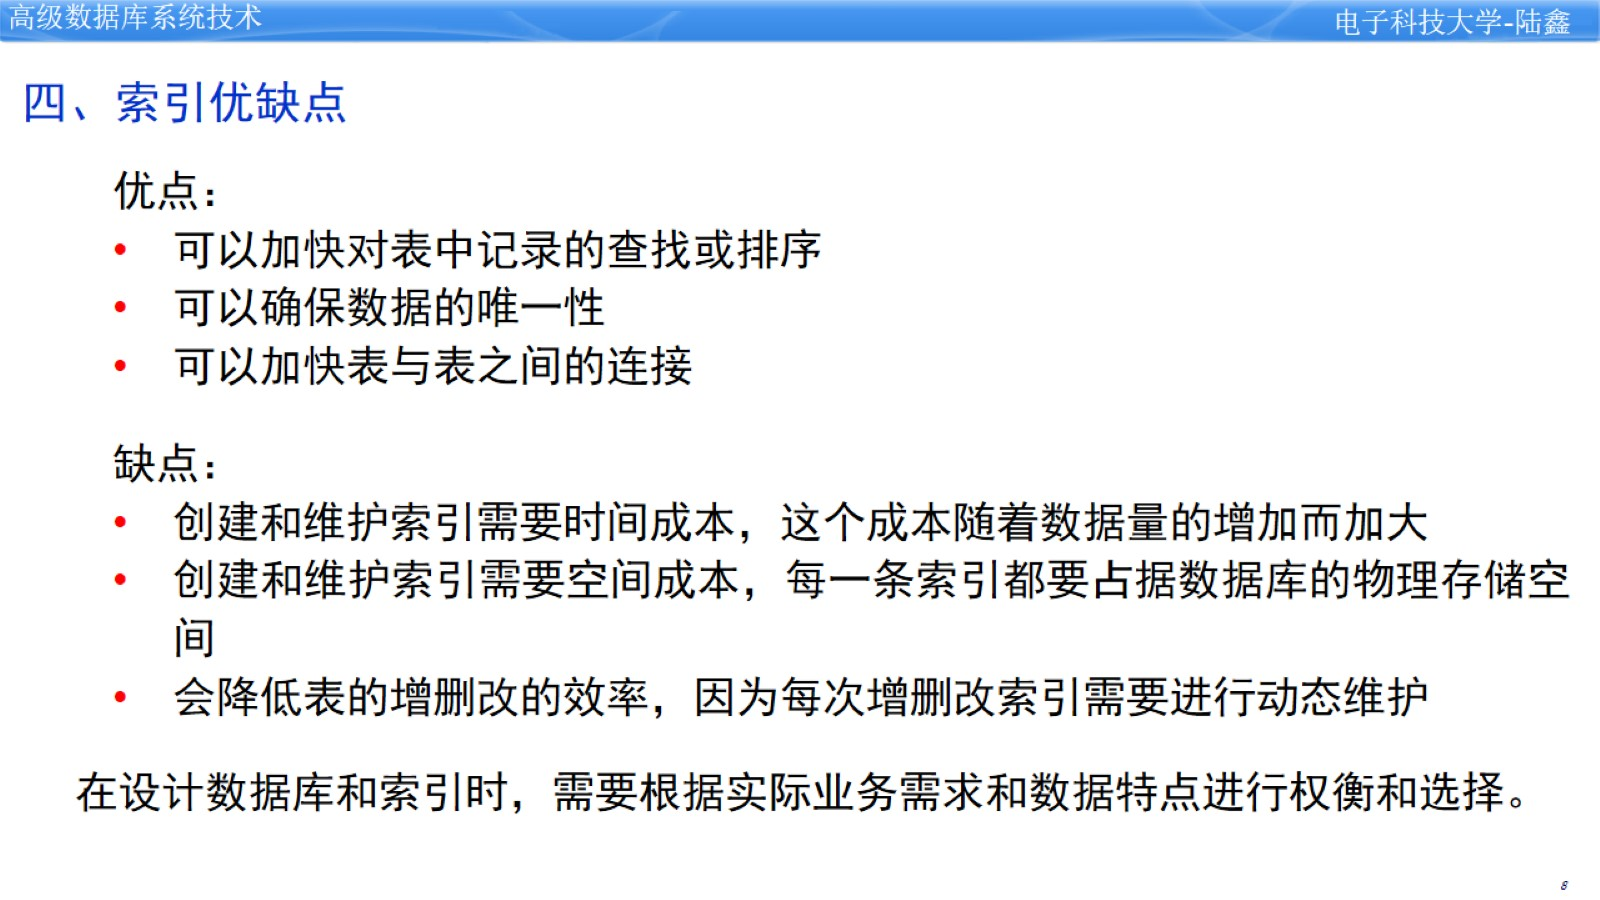 高级数据库系统技术
电子科技大学-陆鑫
四、索引优缺点
优点：
• 可以加快对表中记录的查找或排序
• 可以确保数据的唯一性
• 可以加快表与表之间的连接
缺点：
• 创建和维护索引需要时间成本，这个成本随着数据量的增加而加大
• 创建和维护索引需要空间成本，每一条索引都要占据数据库的物理存储空
间
• 会降低表的增删改的效率，因为每次增删改索引需要进行动态维护
在设计数据库和索引时，需要根据实际业务需求和数据特点进行权衡和选择。
8